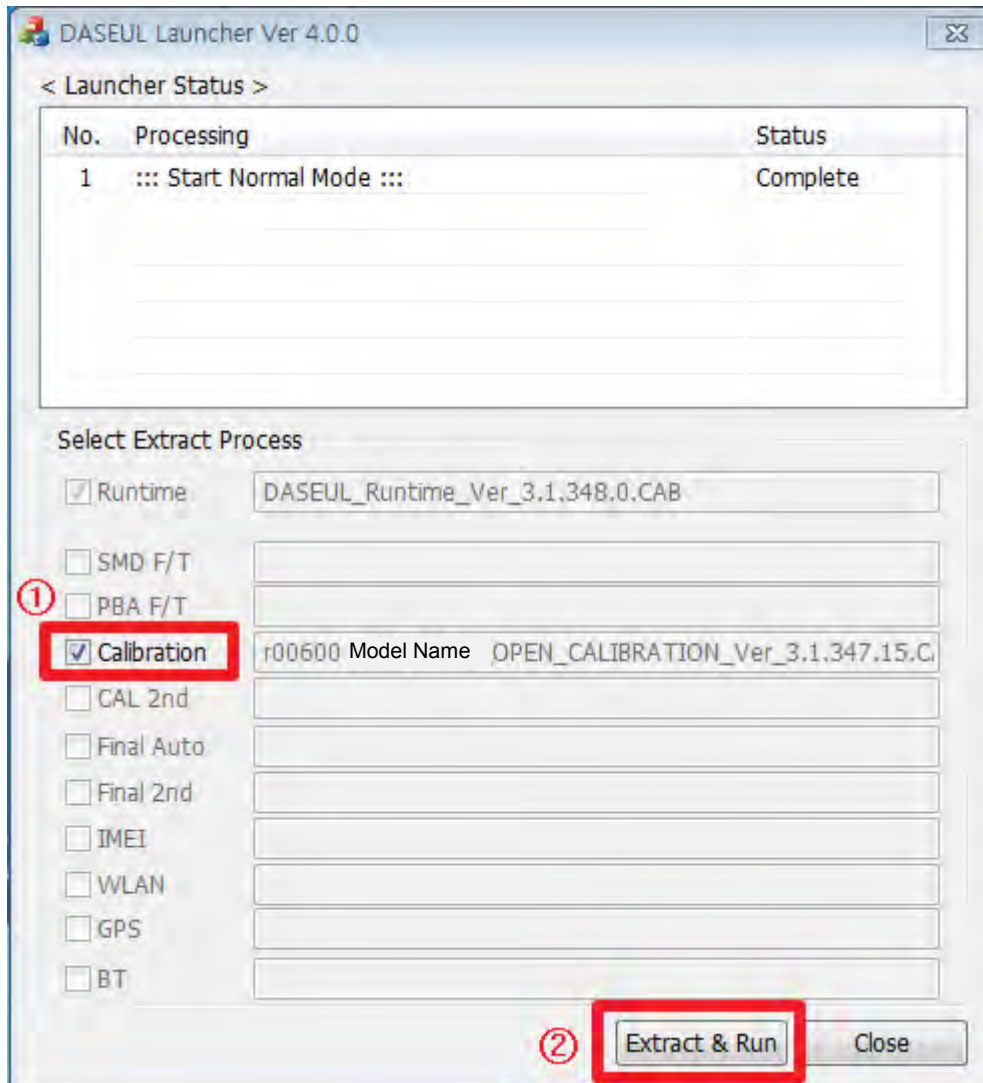 DASEUL Launcher Ver 4.0.0
< Launcher Status >
No. Processing Status
1 ::: Start Normal Mode ::: Complete
Select Extract Process
Runtime DASEUL_Runtime_Ver_3.1.348.0.CAB
SMD F/T
① PBA F/T
Calibration r00600 Model Name OPEN_CALIBRATION_Ver_3.1.347.15.C
CAL 2nd
Final Auto
Final 2nd
IMEI
WLAN
GPS
BT
② Extract & Run Close